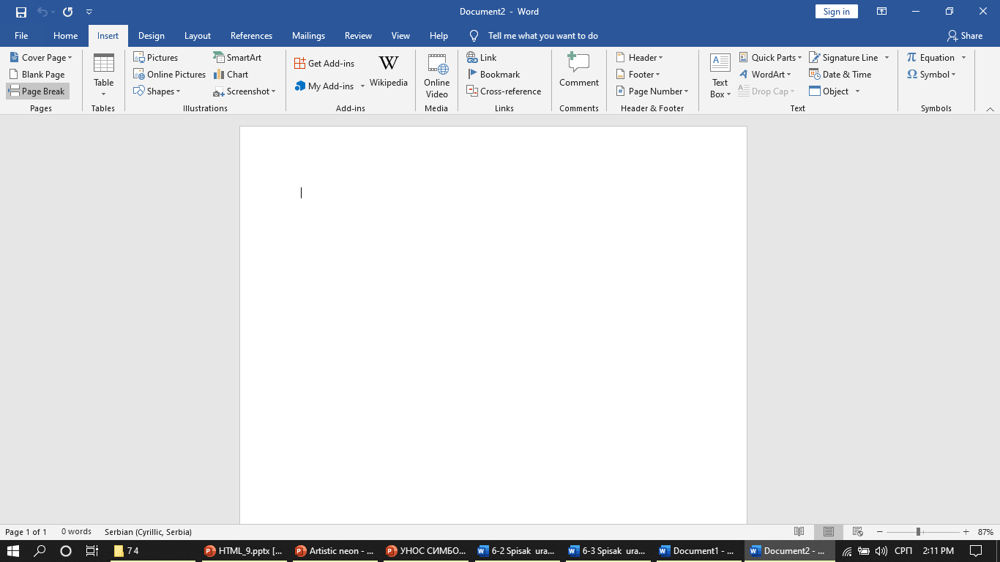 Document2 - Word
Sign in
File Home Insert Design Layout References Mailings Review View Help Tell me what you want to do Share
Cover Page Pictures SmartArt Get Add-ins Link Header Quick Parts Signature Line Equation
Blank Page Table Online Pictures Chart Wikipedia Online Video Bookmark Comment Footer Text Box WordArt Date & Time Symbol
Page Break Shapes Screenshot My Add-ins Cross-reference Page Number Drop Cap Object
Pages Tables Illustrations Add-ins Media Links Comments Header & Footer Text Symbols
Page 1 of 1 0 words Serbian (Cyrillic, Serbia) 87%
7 4 HTML_9.pptx [... Artistic neon - ... УНОС СИМБО... 6-2 Spisak ura... 6-3 Spisak ura... Document1 - ... Document2 - ... СРП 2:11 PM